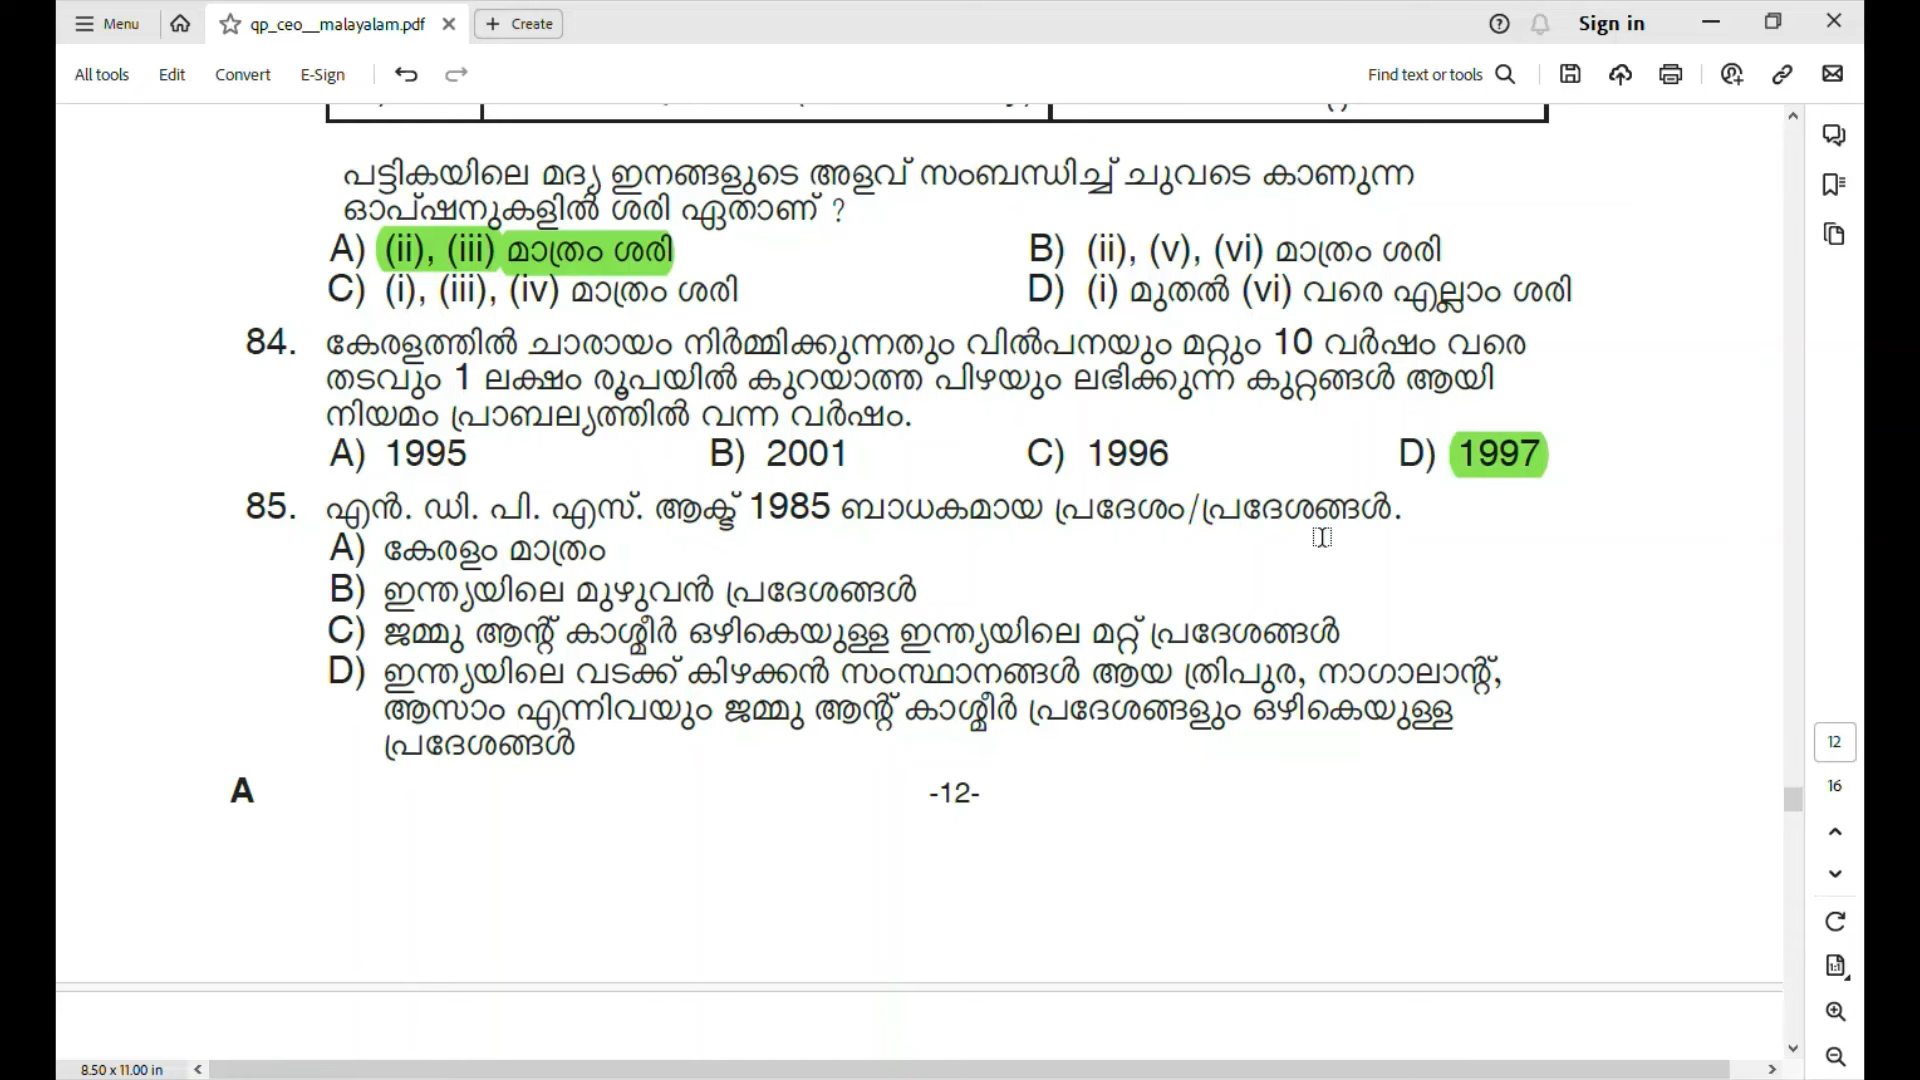 Menu
qp_ceo__malayalam.pdf
Create
Sign in
All tools Edit Convert E-Sign Find text or tools
പട്ടികയിലെ മദ്യ ഇനങ്ങളുടെ അളവ് സംബന്ധിച്ച് ചുവടെ കാണുന്ന
ഓപ്ഷനുകളിൽ ശരി ഏതാണ് ?
A) (ii), (iii) മാത്രം ശരി B) (ii), (v), (vi) മാത്രം ശരി
C) (i), (iii), (iv) മാത്രം ശരി D) (i) മുതൽ (vi) വരെ എല്ലാം ശരി
84. കേരളത്തിൽ ചാരായം നിർമ്മിക്കുന്നതും വിൽപനയും മറ്റും 10 വർഷം വരെ
തടവും 1 ലക്ഷം രൂപയിൽ കുറയാത്ത പിഴയും ലഭിക്കുന്ന കുറ്റങ്ങൾ ആയി
നിയമം പ്രാബല്യത്തിൽ വന്ന വർഷം.
A) 1995 B) 2001 C) 1996 D) 1997
85. എൻ. ഡി. പി. എസ്. ആക്ട് 1985 ബാധകമായ പ്രദേശം/പ്രദേശങ്ങൾ.
A) കേരളം മാത്രം
B) ഇന്ത്യയിലെ മുഴുവൻ പ്രദേശങ്ങൾ
C) ജമ്മു ആന്റ് കാശ്മീർ ഒഴികെയുള്ള ഇന്ത്യയിലെ മറ്റ് പ്രദേശങ്ങൾ
D) ഇന്ത്യയിലെ വടക്ക് കിഴക്കൻ സംസ്ഥാനങ്ങൾ ആയ ത്രിപുര, നാഗാലാന്റ്,
ആസാം എന്നിവയും ജമ്മു ആന്റ് കാശ്മീർ പ്രദേശങ്ങളും ഒഴികെയുള്ള
പ്രദേശങ്ങൾ
A -12-
12
16
8.50 x 11.00 in